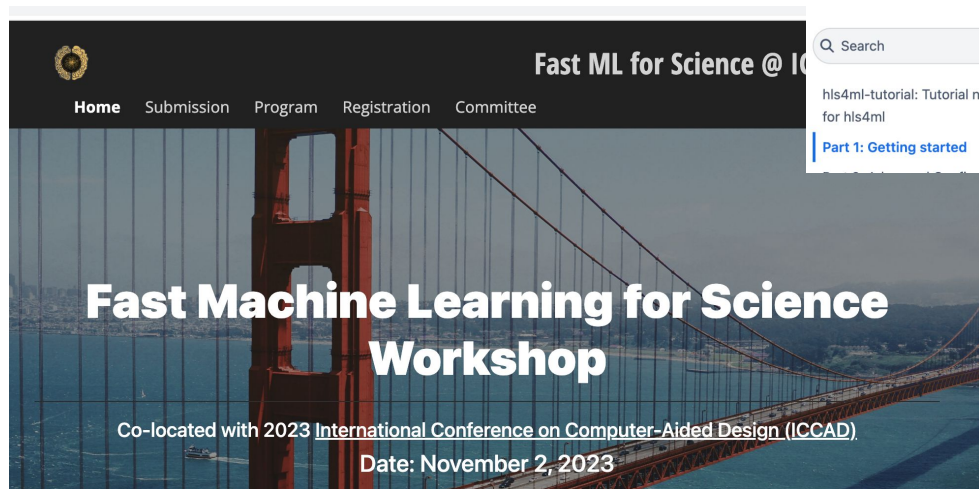 Fast ML for Science @
Search
hls4ml-tutorial: Tutorial
for hls4ml
Home Submission Program Registration Committee
Part 1: Getting started
Fast Machine Learning for Science
Workshop
Co-located with 2023 International Conference on Computer-Aided Design (ICCAD)
Date: November 2, 2023